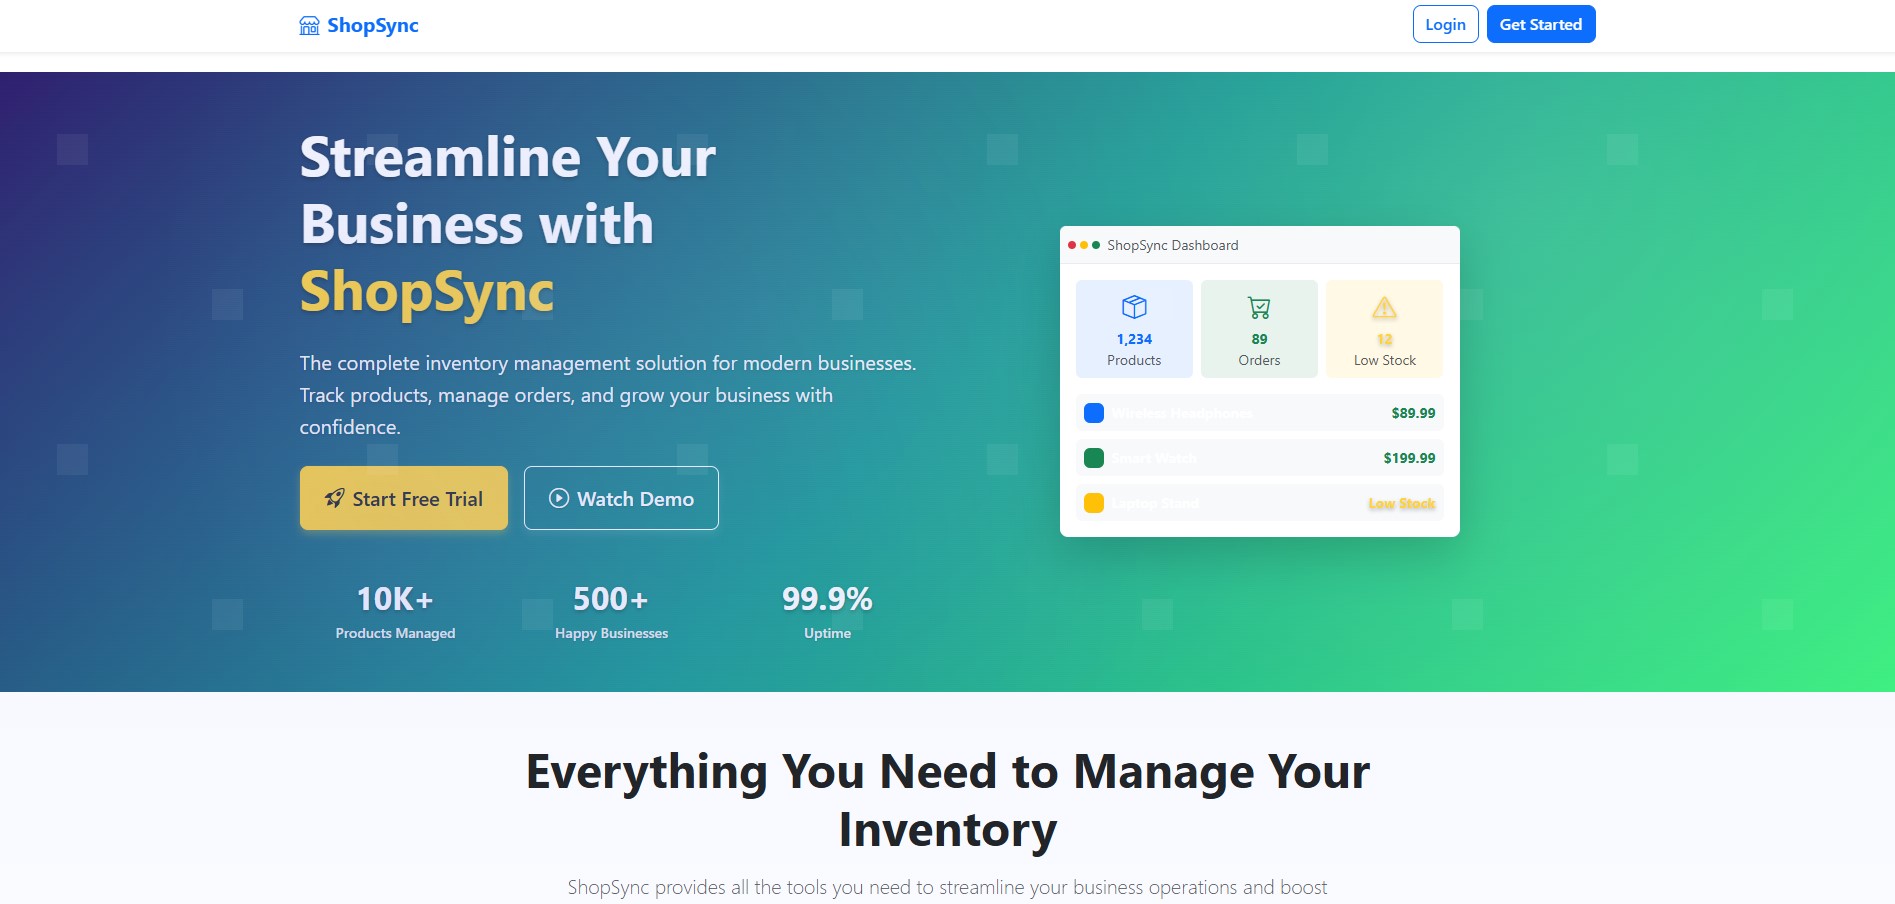 ShopSync
Login
Get Started
Streamline Your
Business with
ShopSync
The complete inventory management solution for modern businesses.
Track products, manage orders, and grow your business with
confidence.
Start Free Trial
Watch Demo
10K+
Products Managed
500+
Happy Businesses
99.9%
Uptime
ShopSync Dashboard
1,234
Products
89
Orders
12
Low Stock
Wireless Headphones
$89.99
Smart Watch
$199.99
Laptop Stand
Low Stock
Everything You Need to Manage Your
Inventory
ShopSync provides all the tools you need to streamline your business operations and boost